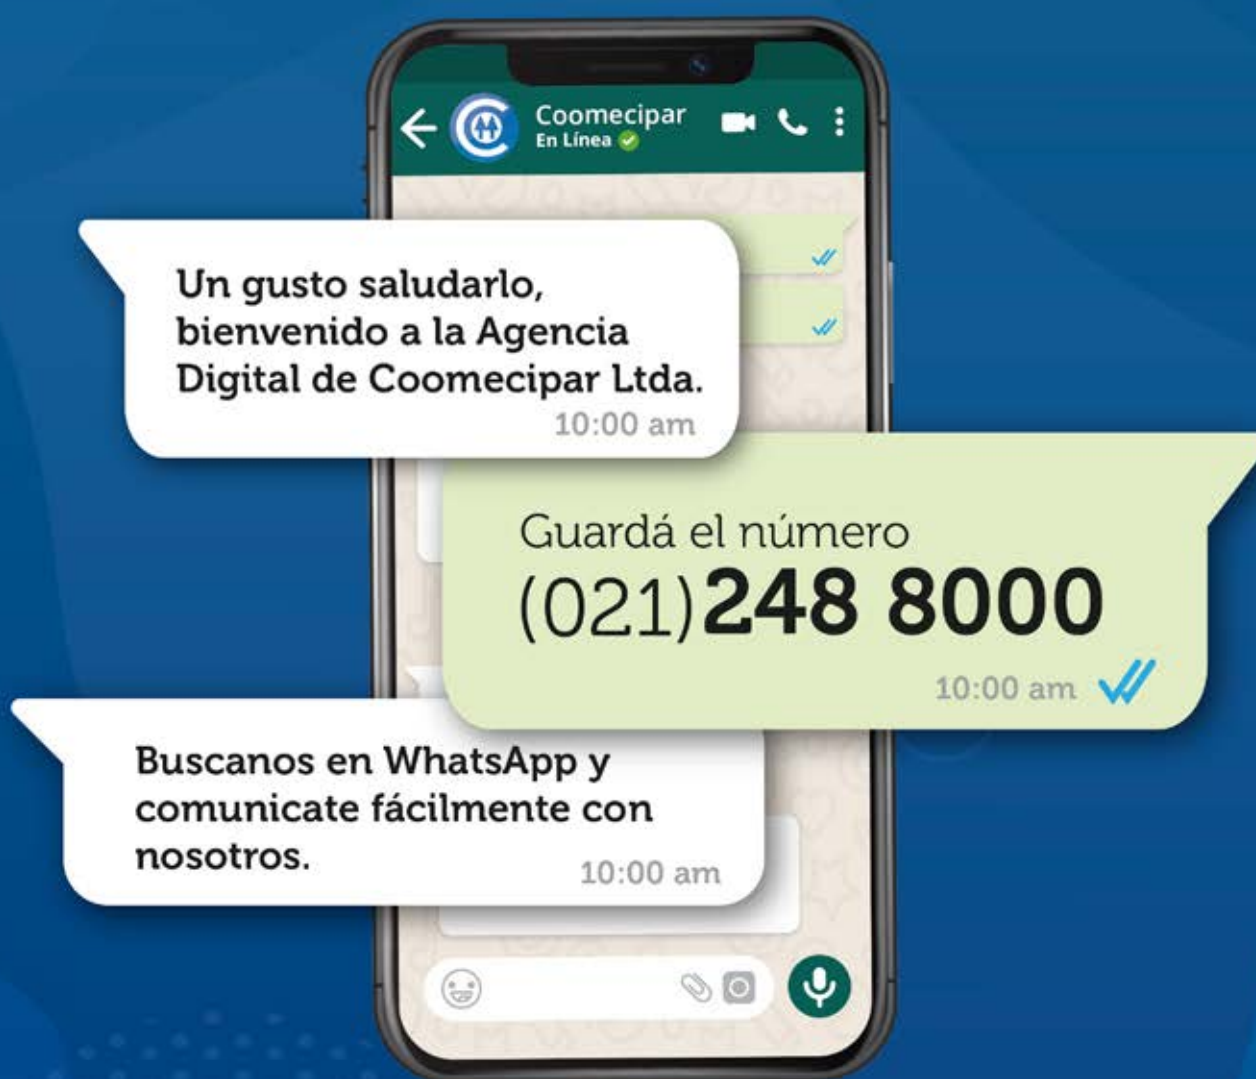 Coomecipar
En Línea
Un gusto saludarlo,
bienvenido a la Agencia
Digital de Coomecipar Ltda.
10:00 am
Guardá el número
(021) 248 8000
10:00 am
Buscanos en WhatsApp y
comunicate fácilmente con
nosotros.
10:00 am